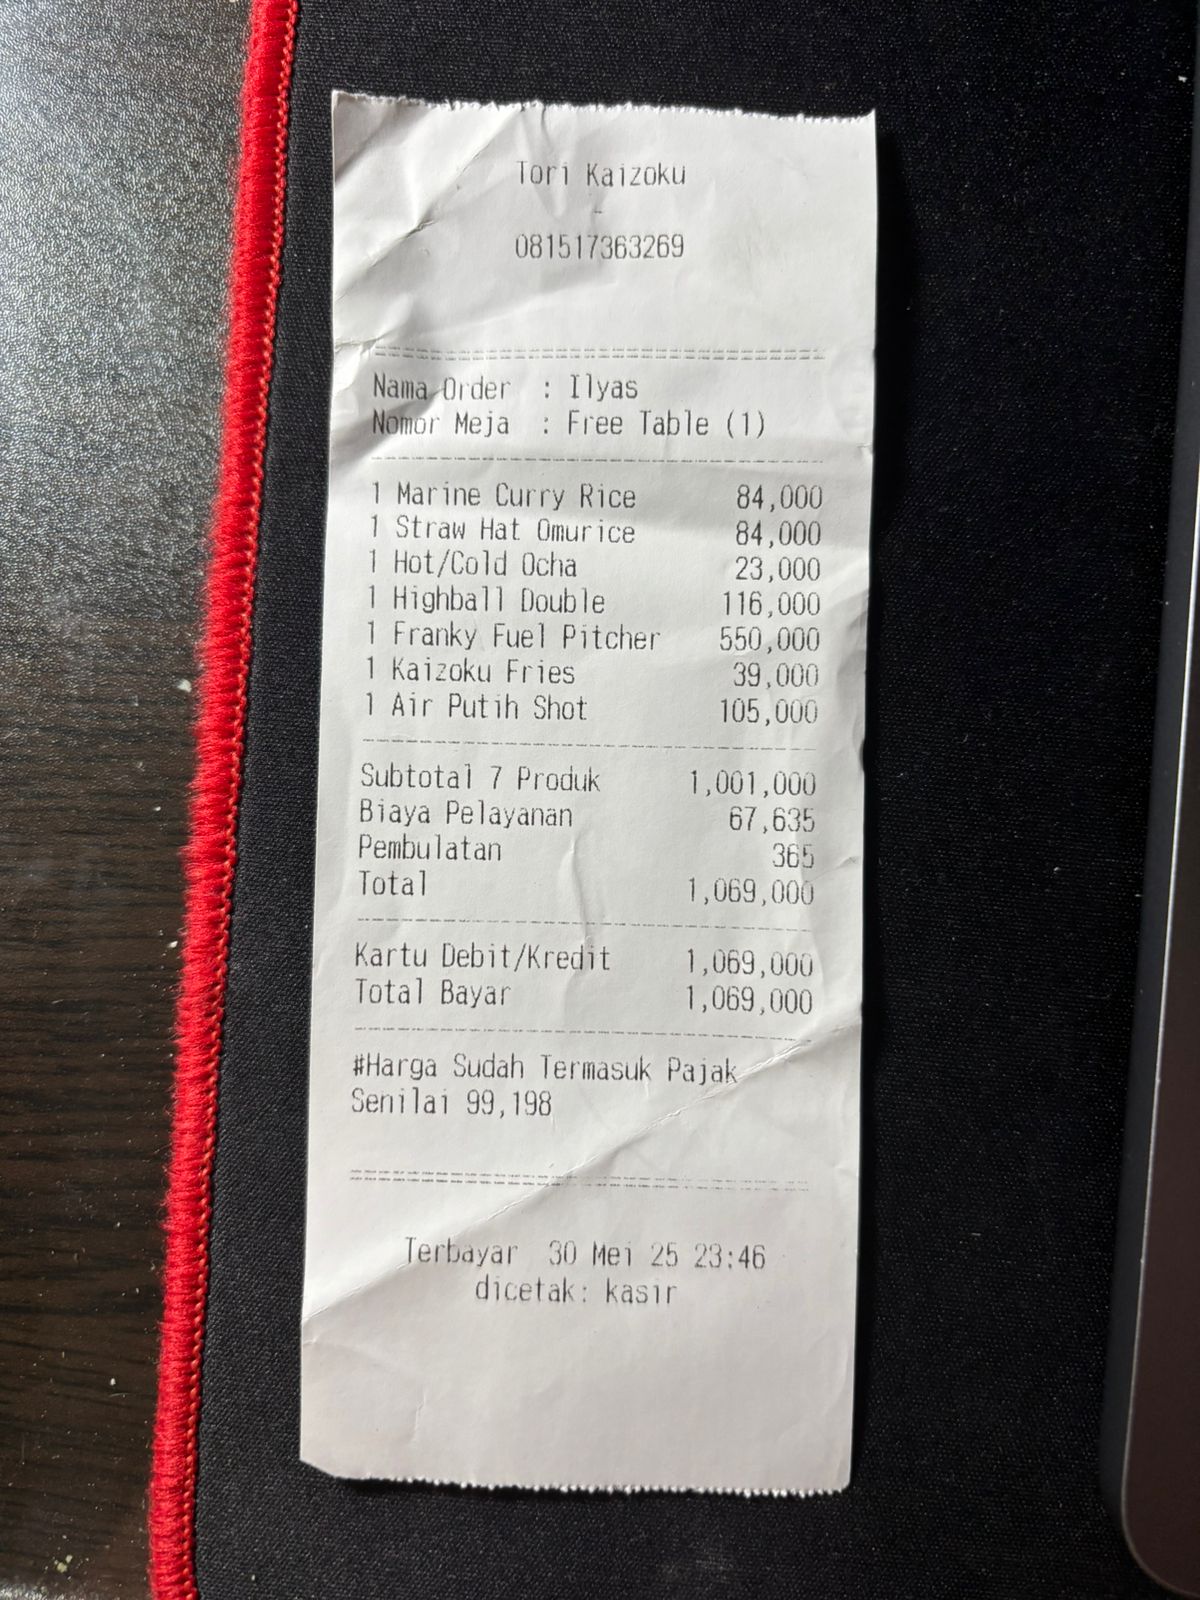 Tori Kaizoku
-
081517363269
Nama Order : Ilyas
Nomor Meja : Free Table (1)
1 Marine Curry Rice 84,000
1 Straw Hat Omurice 84,000
1 Hot/Cold Ocha 23,000
1 Highball Double 116,000
1 Franky Fuel Pitcher 550,000
1 Kaizoku Fries 39,000
1 Air Putih Shot 105,000
Subtotal 7 Produk 1,001,000
Biaya Pelayanan 67,635
Pembulatan 365
Total 1,069,000
Kartu Debit/Kredit 1,069,000
Total Bayar 1,069,000
#Harga Sudah Termasuk Pajak
Senilai 99,198
Terbayar 30 Mei 25 23:46
dicetak: kasir